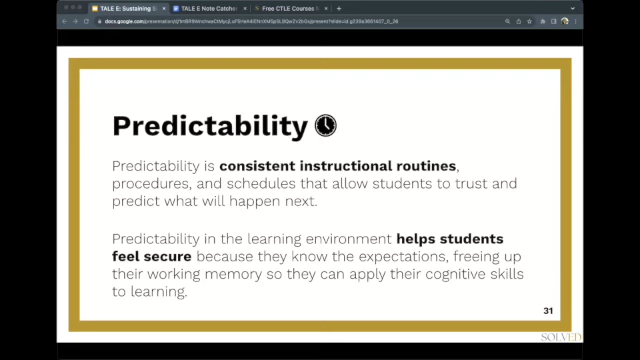 TALE E: Sustaining S
TALE E Note Catcher
Free CTLE Courses
Predictability
Predictability is consistent instructional routines,
procedures, and schedules that allow students to trust and
predict what will happen next.
Predictability in the learning environment helps students
feel secure because they know the expectations, freeing up
their working memory so they can apply their cognitive skills
to learning.
31
SOLVED